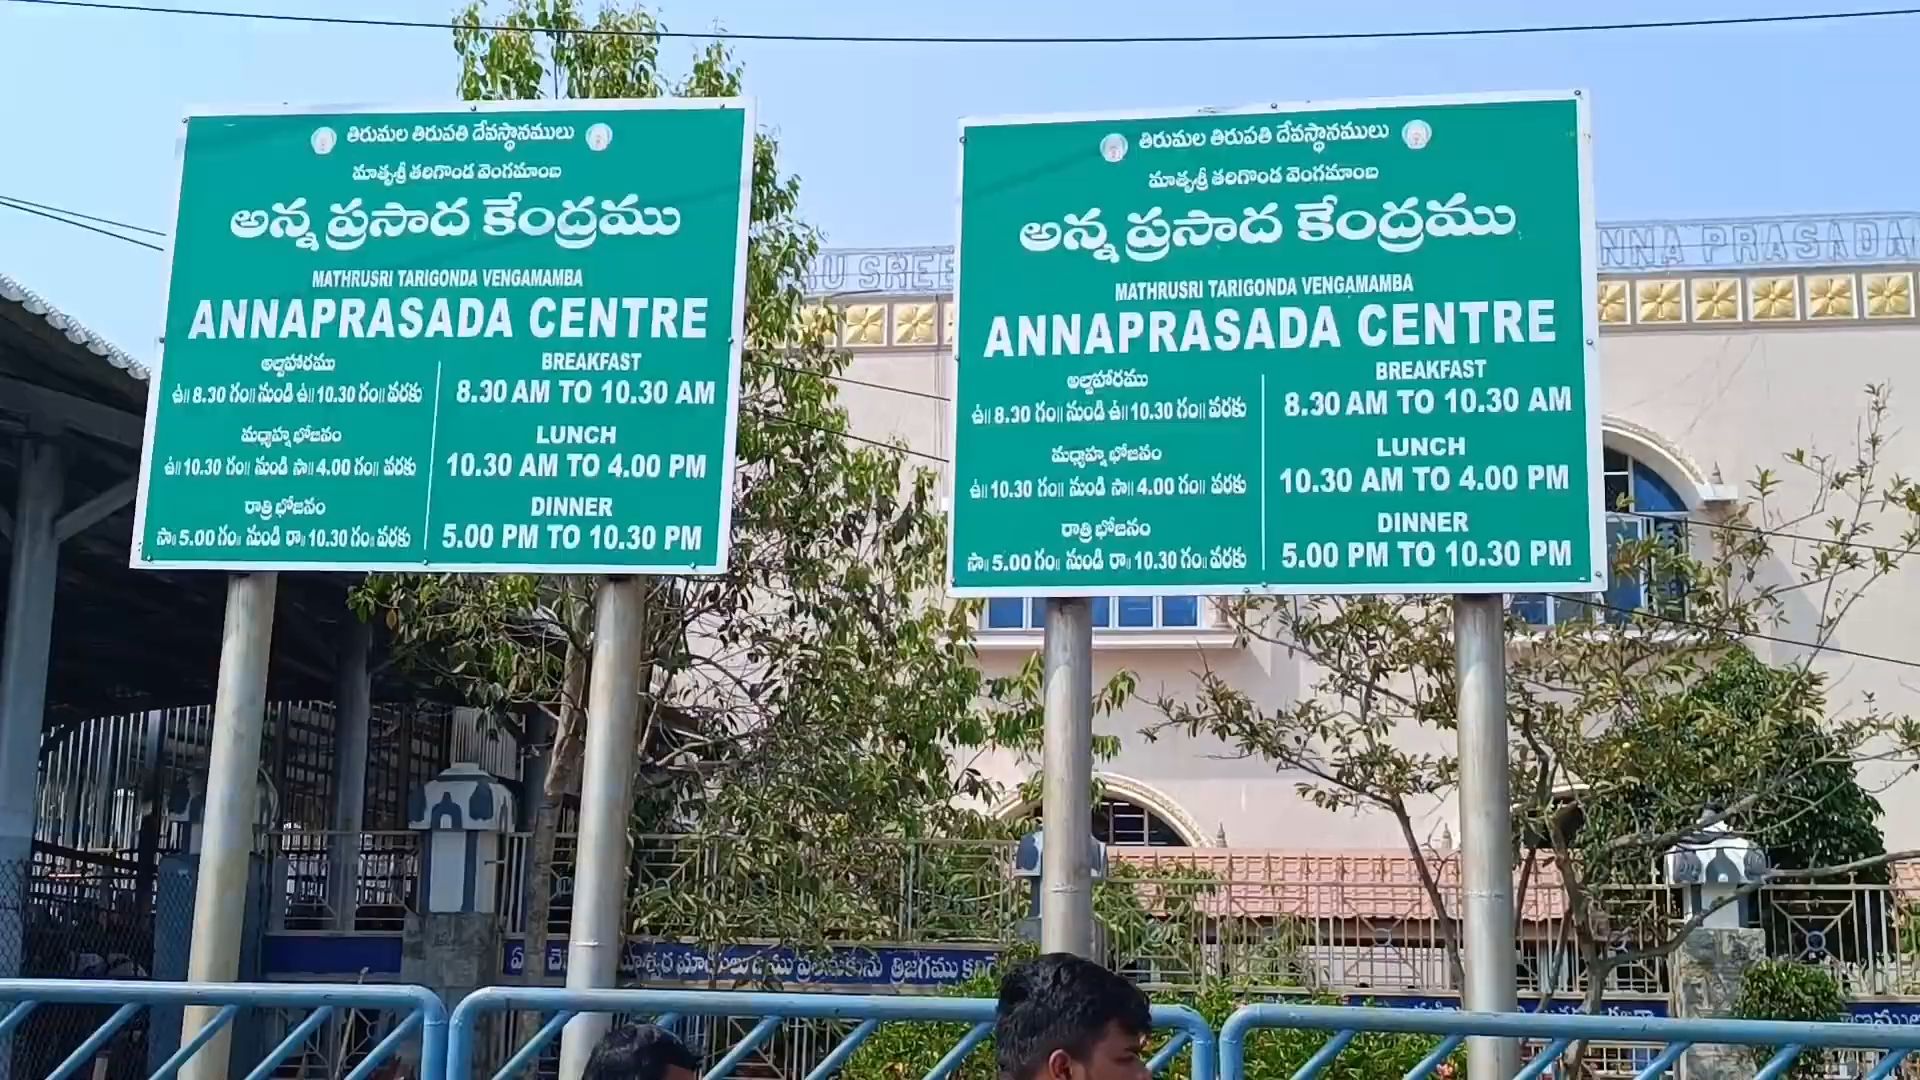 తిరుమల తిరుపతి దేవస్థానములు
మాతృశ్రీ తరిగొండ వెంగమాంబ
అన్న ప్రసాద కేంద్రము
MATHRUSRI TARIGONDA VENGAMAMBA
ANNAPRASADA CENTRE
అల్పాహారము
ఉ॥ 8.30 గం॥ నుండి ఉ॥ 10.30 గం॥ వరకు
మధ్యాహ్న భోజనం
ఉ॥ 10.30 గం॥ నుండి సా॥ 4.00 గం॥ వరకు
రాత్రి భోజనం
సా॥ 5.00 గం॥ నుండి రా॥ 10.30 గం॥ వరకు
BREAKFAST
8.30 AM TO 10.30 AM
LUNCH
10.30 AM TO 4.00 PM
DINNER
5.00 PM TO 10.30 PM
తిరుమల తిరుపతి దేవస్థానములు
మాతృశ్రీ తరిగొండ వెంగమాంబ
అన్న ప్రసాద కేంద్రము
MATHRUSRI TARIGONDA VENGAMAMBA
ANNAPRASADA CENTRE
అల్పాహారము
ఉ॥ 8.30 గం॥ నుండి ఉ॥ 10.30 గం॥ వరకు
మధ్యాహ్న భోజనం
ఉ॥ 10.30 గం॥ నుండి సా॥ 4.00 గం॥ వరకు
రాత్రి భోజనం
సా॥ 5.00 గం॥ నుండి రా॥ 10.30 గం॥ వరకు
BREAKFAST
8.30 AM TO 10.30 AM
LUNCH
10.30 AM TO 4.00 PM
DINNER
5.00 PM TO 10.30 PM
SREE
NNA PRASADA
త్రిజగము